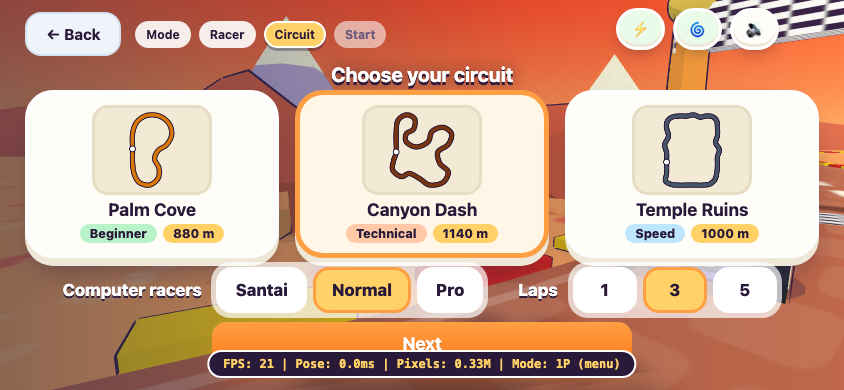 ← Back
Mode
Racer
Circuit
Start
Choose your circuit
Palm Cove
Beginner
880 m
Canyon Dash
Technical
1140 m
Temple Ruins
Speed
1000 m
Computer racers
Santai
Normal
Pro
Laps
1
3
5
Next
FPS: 21 | Pose: 0.0ms | Pixels: 0.33M | Mode: 1P (menu)